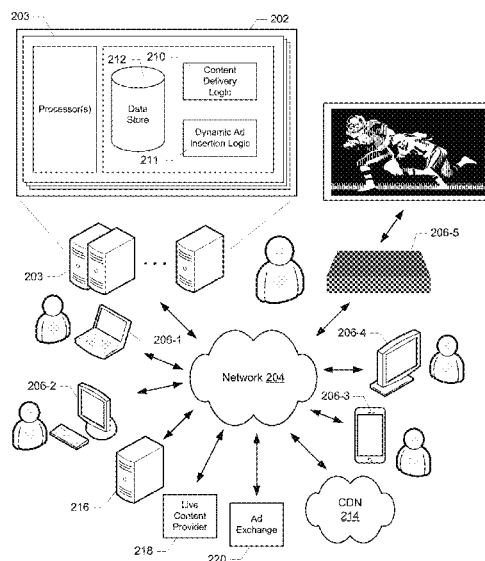 203
202
212
210
Content
Delivery
Logic
Processor(s)
Data
Store
211
Dynamic Ad
Insertion Logic
203
206-5
206-1
206-4
206-2
Network 204
206-3
216
Live
Content
Provider
218
Ad
Exchange
220
CDN
214